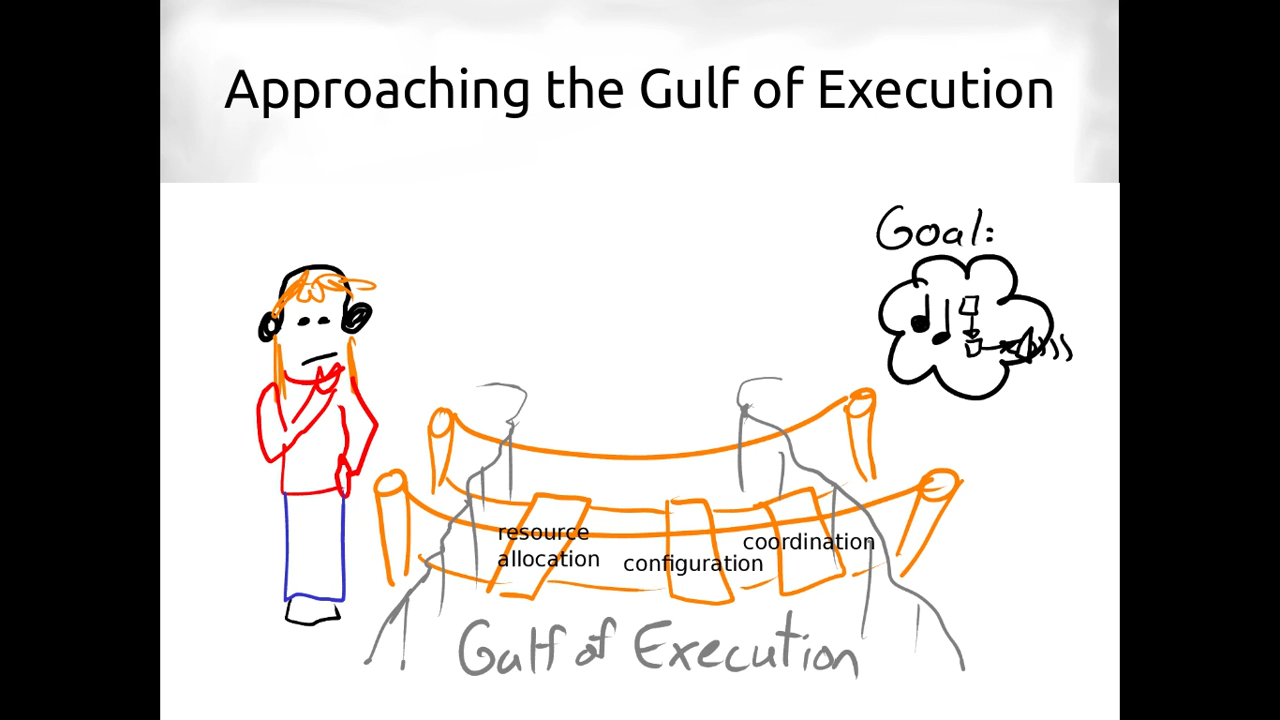 Approaching the Gulf of Execution
Goal:
resource
allocation
configuration
coordination
Gulf of Execution